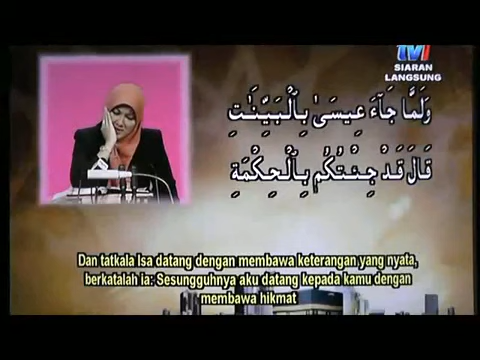 TV1
SIARAN
LANGSUNG
وَلَمَّا جَآءَ عِيسَىٰ بِٱلْبَيِّنَٰتِ
قَالَ قَدْ جِئْتُكُم بِٱلْحِكْمَةِ
Dan tatkala Isa datang dengan membawa keterangan yang nyata,
berkatalah ia: Sesungguhnya aku datang kepada kamu dengan
membawa hikmat